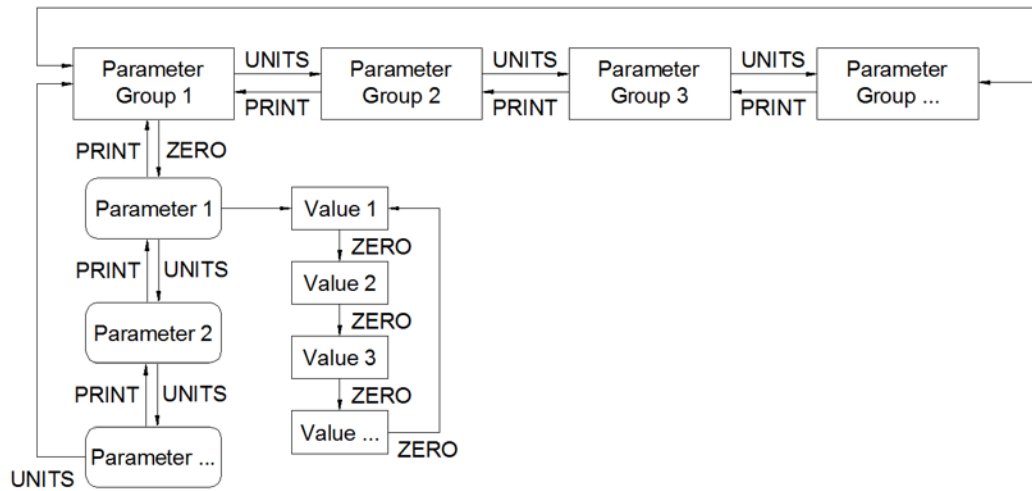 UNITS
UNITS
UNITS
Parameter
Group 1
Parameter
Group 2
Parameter
Group 3
Parameter
Group ...
PRINT
PRINT
PRINT
PRINT
ZERO
Parameter 1
Value 1
ZERO
PRINT
UNITS
Value 2
ZERO
Parameter 2
Value 3
PRINT
UNITS
ZERO
Value ...
ZERO
Parameter ...
UNITS